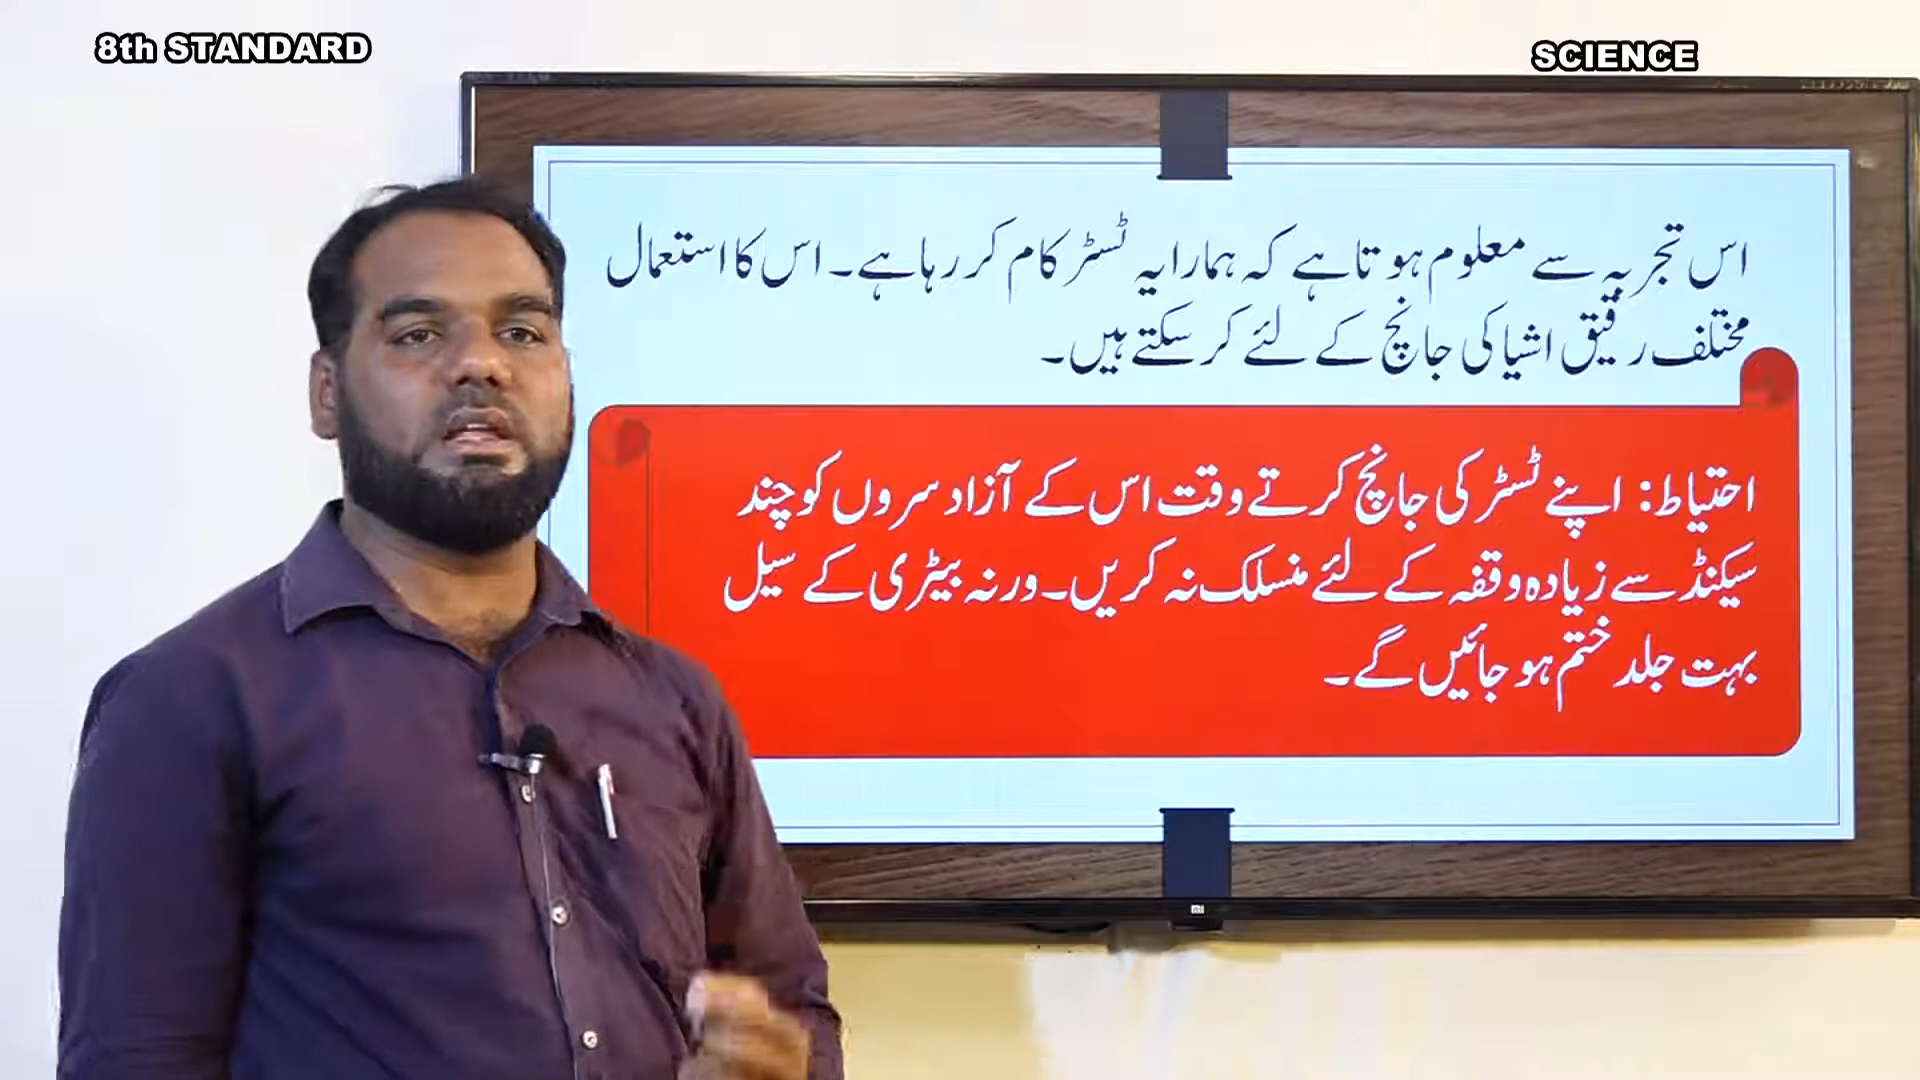 8th STANDARD
SCIENCE
اس تجربہ سے معلوم ہوتا ہے کہ ہمارا یہ ٹسٹر کام کر رہا ہے۔ اس کا استعمال
مختلف رقیق اشیا کی جانچ کے لئے کر سکتے ہیں۔
احتیاط: اپنے ٹسٹر کی جانچ کرتے وقت اس کے آزاد سروں کو چند
سیکنڈ سے زیادہ وقفہ کے لئے منسلک نہ کریں۔ ورنہ بیٹری کے سیل
بہت جلد ختم ہو جائیں گے۔
mi